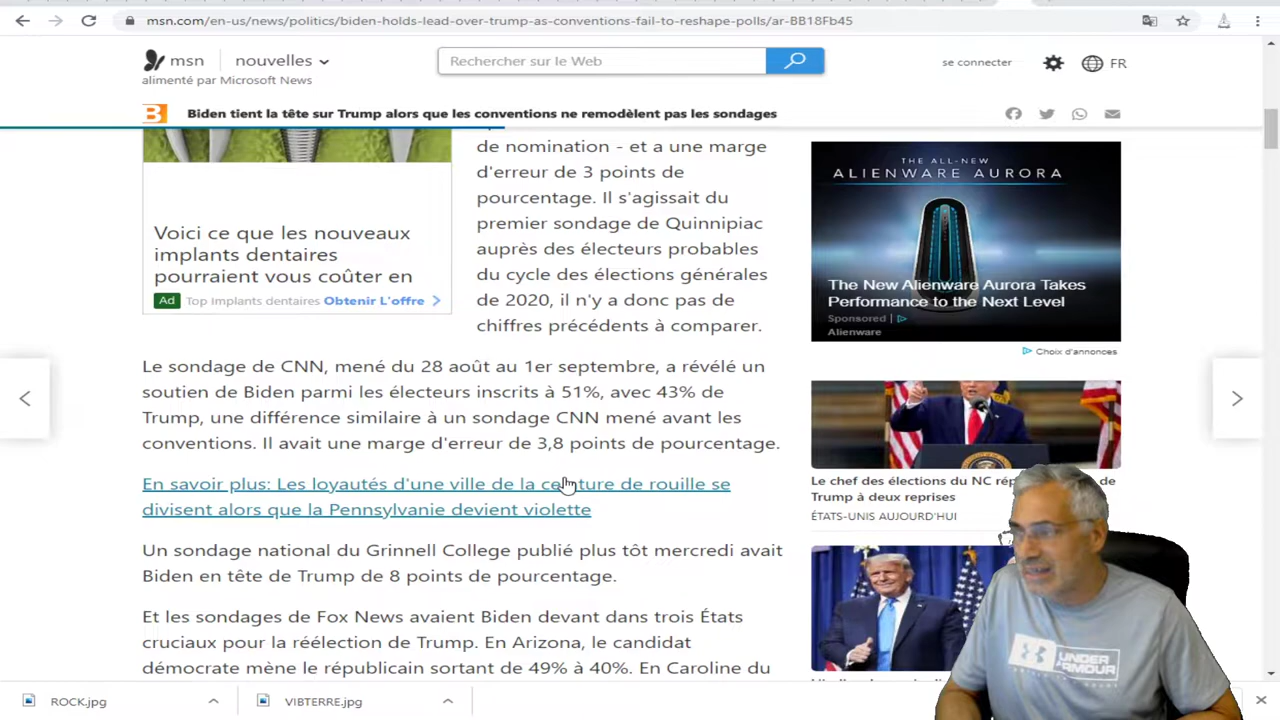 msn.com/en-us/news/politics/biden-holds-lead-over-trump-as-conventions-fail-to-reshape-polls/ar-BB18Fb45
msn
nouvelles
alimenté par Microsoft News
Rechercher sur le Web
se connecter
FR
Biden tient la tête sur Trump alors que les conventions ne remodèlent pas les sondages
Voici ce que les nouveaux
implants dentaires
pourraient vous coûter en
Ad Top Implants dentaires Obtenir L'offre
de nomination - et a une marge
d'erreur de 3 points de
pourcentage. Il s'agissait du
premier sondage de Quinnipiac
auprès des électeurs probables
du cycle des élections générales
de 2020, il n'y a donc pas de
chiffres précédents à comparer.
Le sondage de CNN, mené du 28 août au 1er septembre, a révélé un
soutien de Biden parmi les électeurs inscrits à 51%, avec 43% de
Trump, une différence similaire à un sondage CNN mené avant les
conventions. Il avait une marge d'erreur de 3,8 points de pourcentage.
En savoir plus: Les loyautés d'une ville de la ceinture de rouille se
divisent alors que la Pennsylvanie devient violette
Un sondage national du Grinnell College publié plus tôt mercredi avait
Biden en tête de Trump de 8 points de pourcentage.
Et les sondages de Fox News avaient Biden devant dans trois États
cruciaux pour la réélection de Trump. En Arizona, le candidat
démocrate mène le républicain sortant de 49% à 40%. En Caroline du
THE ALL-NEW
ALIENWARE AURORA
The New Alienware Aurora Takes
Performance to the Next Level
Sponsored
Alienware
Choix d'annonces
Le chef des élections du NC de
Trump à deux reprises
ÉTATS-UNIS AUJOURD'HUI
UNDER
ARMOUR
ROCK.jpg
VIBTERRE.jpg